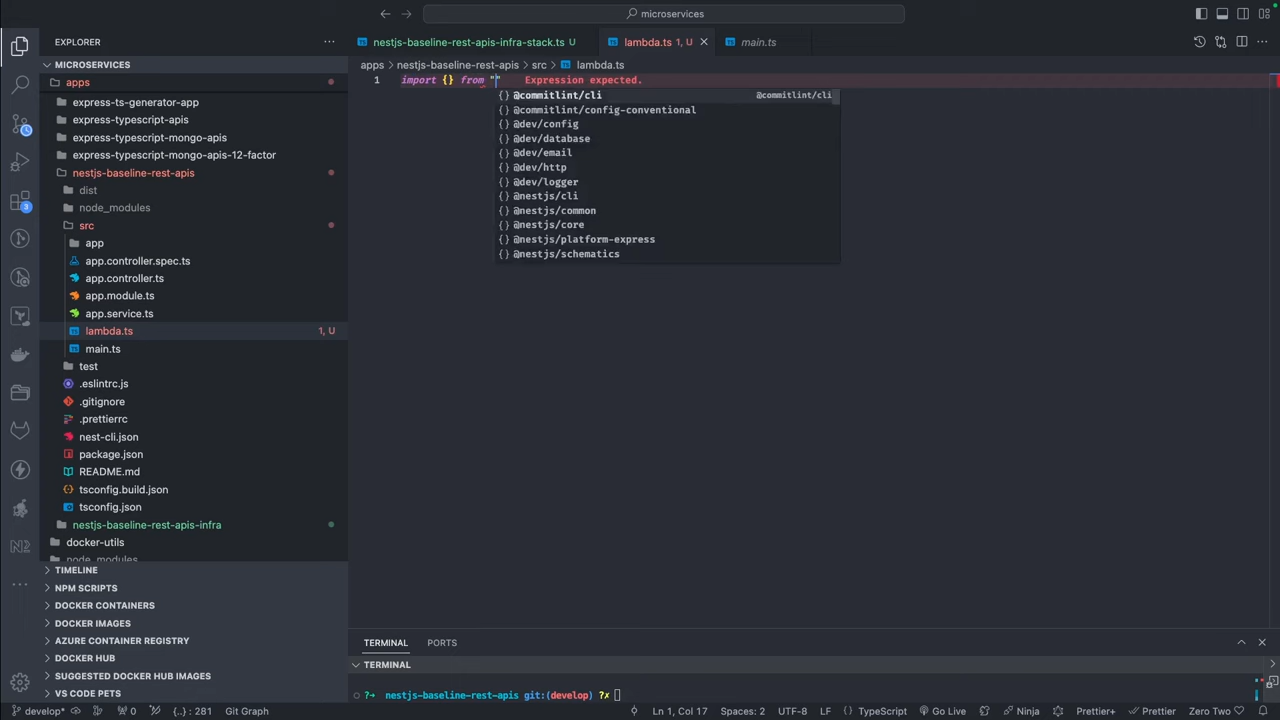 microservices
EXPLORER
MICROSERVICES
apps
express-ts-generator-app
express-typescript-apis
express-typescript-mongo-apis
express-typescript-mongo-apis-12-factor
nestjs-baseline-rest-apis
dist
node_modules
src
app
app.controller.spec.ts
app.controller.ts
app.module.ts
app.service.ts
lambda.ts 1, U
main.ts
test
.eslintrc.js
.gitignore
.prettierrc
nest-cli.json
package.json
README.md
tsconfig.build.json
tsconfig.json
nestjs-baseline-rest-apis-infra
docker-utils
node_modules
TIMELINE
NPM SCRIPTS
DOCKER CONTAINERS
DOCKER IMAGES
AZURE CONTAINER REGISTRY
DOCKER HUB
SUGGESTED DOCKER HUB IMAGES
VS CODE PETS
3
N2
TS nestjs-baseline-rest-apis-infra-stack.ts U
TS lambda.ts 1, U
TS main.ts
apps > nestjs-baseline-rest-apis > src > TS lambda.ts
1 import {} from "" Expression expected.
{} @commitlint/cli @commitlint/cli
{} @commitlint/config-conventional
{} @dev/config
{} @dev/database
{} @dev/email
{} @dev/http
{} @dev/logger
{} @nestjs/cli
{} @nestjs/common
{} @nestjs/core
{} @nestjs/platform-express
{} @nestjs/schematics
TERMINAL PORTS
TERMINAL
?→ nestjs-baseline-rest-apis git:(develop) ?✗
develop* 0 {..} : 281 Git Graph Ln 1, Col 17 Spaces: 2 UTF-8 LF TypeScript Go Live Ninja Prettier+ Prettier Zero Two